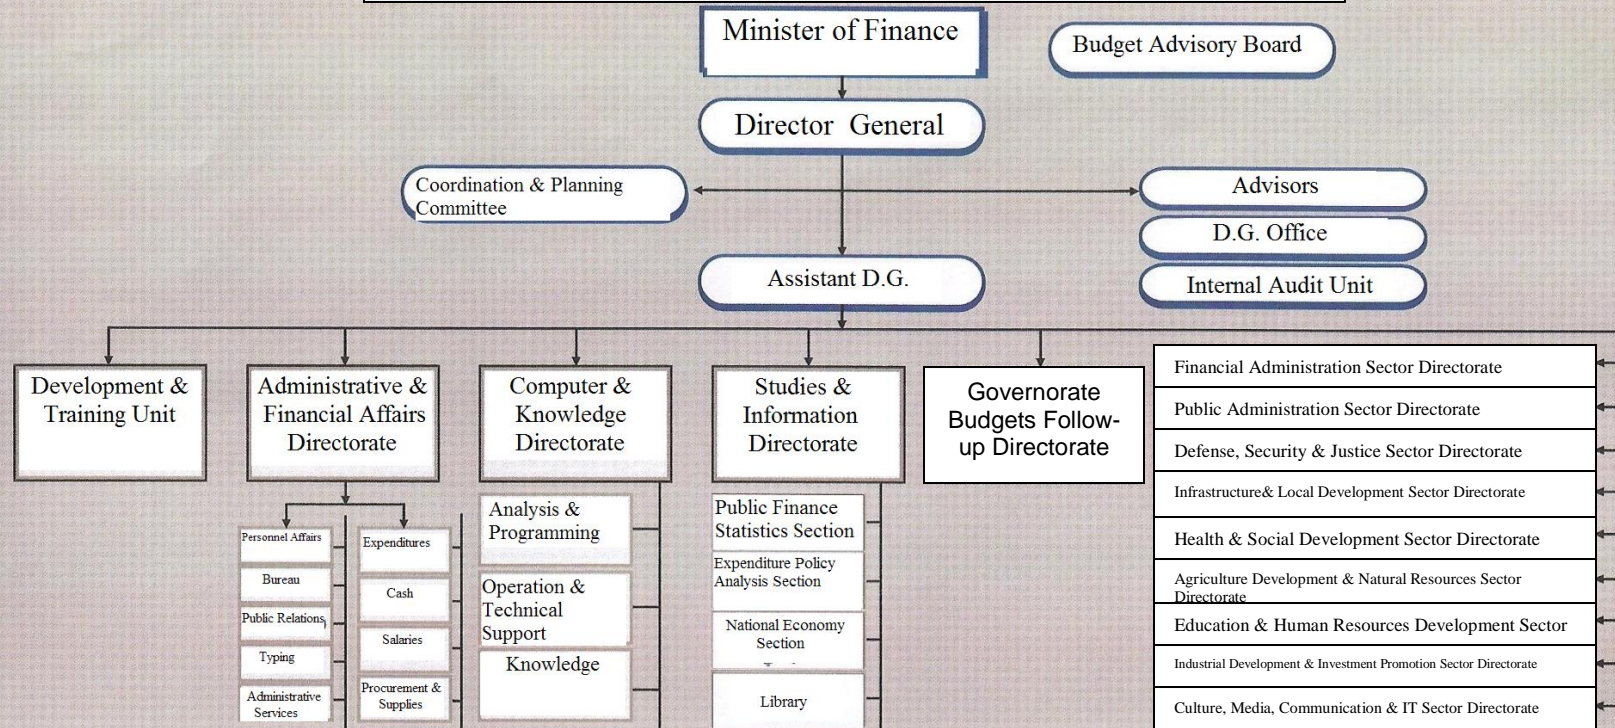 Minister of Finance
Budget Advisory Board
Director General
Coordination & Planning
Committee
Advisors
D.G. Office
Internal Audit Unit
Assistant D.G.
Development &
Training Unit
Administrative &
Financial Affairs
Directorate
Computer &
Knowledge
Directorate
Studies &
Information
Directorate
Governorate
Budgets Follow-
up Directorate
Personnel Affairs
Bureau
Public Relations
Typing
Administrative
Services
Expenditures
Cash
Salaries
Procurement &
Supplies
Analysis &
Programming
Operation &
Technical
Support
Knowledge
Public Finance
Statistics Section
Expenditure Policy
Analysis Section
National Economy
Section
Library
Financial Administration Sector Directorate
Public Administration Sector Directorate
Defense, Security & Justice Sector Directorate
Infrastructure& Local Development Sector Directorate
Health & Social Development Sector Directorate
Agriculture Development & Natural Resources Sector
Directorate
Education & Human Resources Development Sector
Industrial Development & Investment Promotion Sector Directorate
Culture, Media, Communication & IT Sector Directorate